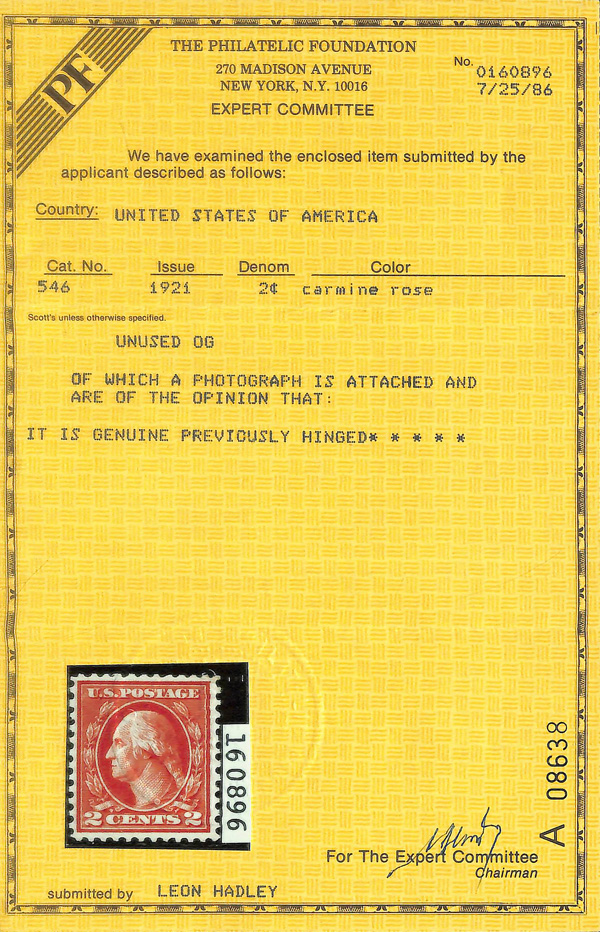 PF
THE PHILATELIC FOUNDATION
270 MADISON AVENUE
NEW YORK, N.Y. 10016
EXPERT COMMITTEE
No. 0160896
7/25/86
We have examined the enclosed item submitted by the
applicant described as follows:
Country: UNITED STATES OF AMERICA
Cat. No. Issue Denom Color
546 1921 2¢ carmine rose
Scott's unless otherwise specified.
UNUSED OG
OF WHICH A PHOTOGRAPH IS ATTACHED AND
ARE OF THE OPINION THAT:
IT IS GENUINE PREVIOUSLY HINGED* * * * *
U.S. POSTAGE
2 CENTS 2
160896
A 08638
For The Expert Committee
Chairman
submitted by LEON HADLEY